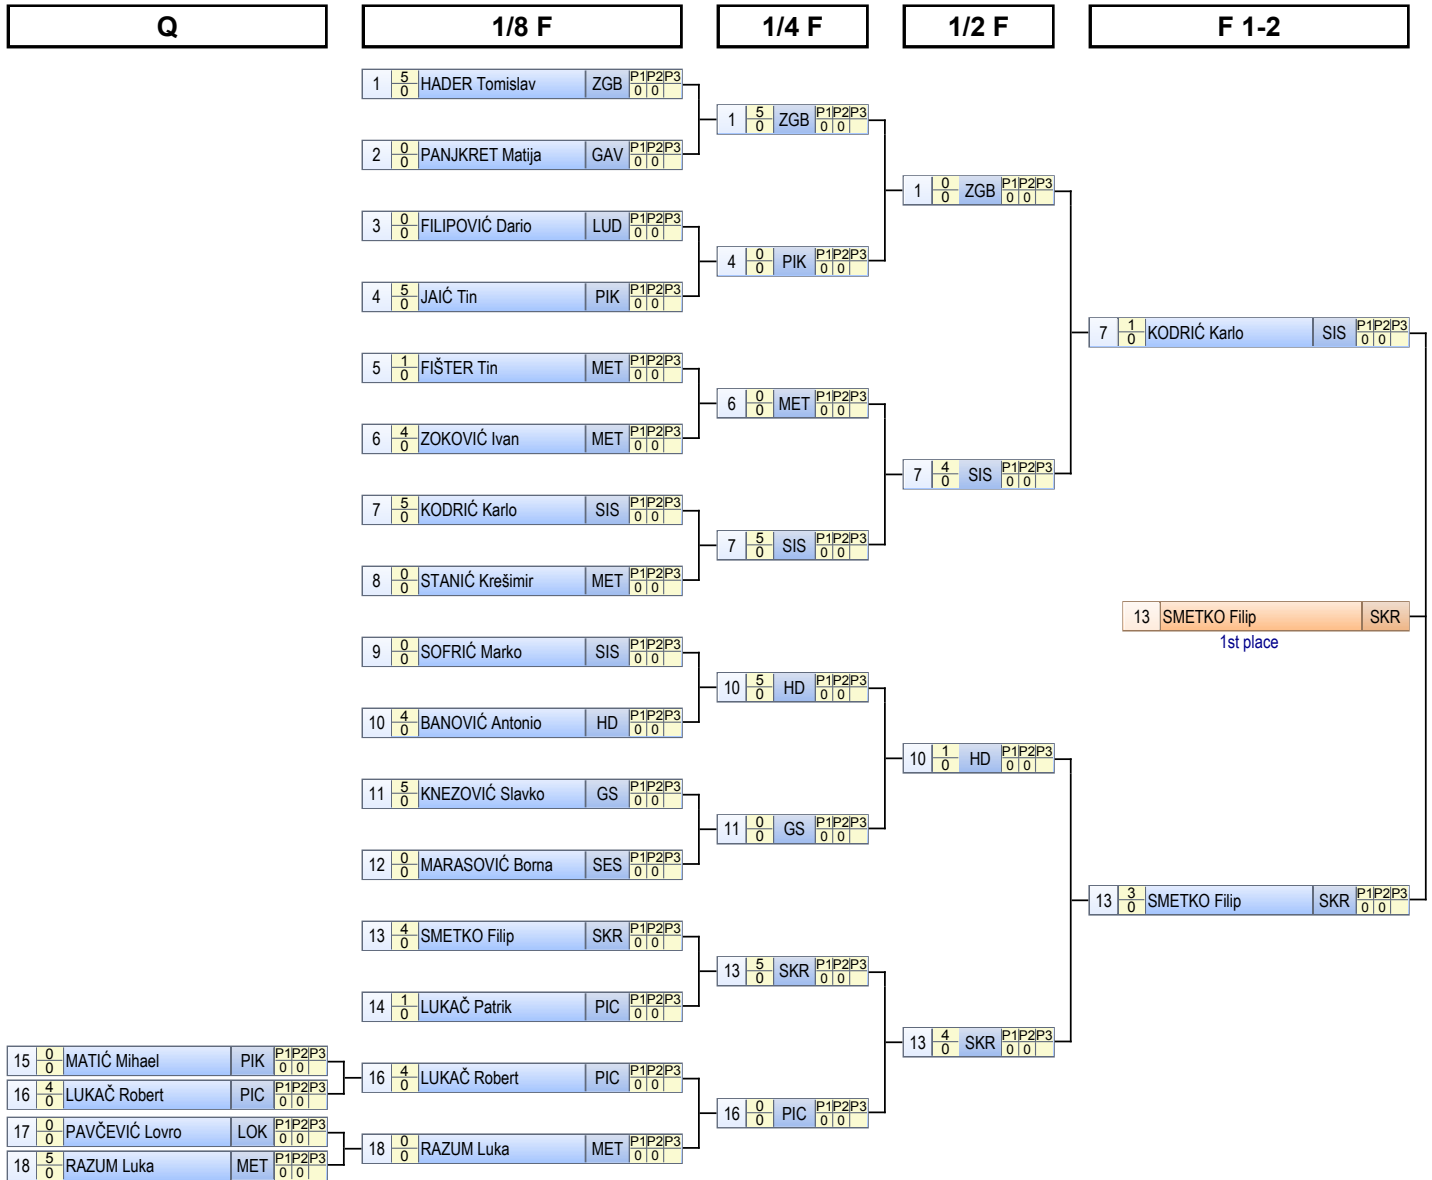 Q 1/8 F 1/4 F 1/2 F F 1-2
1 5 0 HADER Tomislav ZGB P1 P2 P3 0 0
1 5 0 ZGB P1 P2 P3 0 0
2 0 0 PANJKRET Matija GAV P1 P2 P3 0 0
1 0 0 ZGB P1 P2 P3 0 0
3 0 0 FILIPOVIĆ Dario LUD P1 P2 P3 0 0
4 0 0 PIK P1 P2 P3 0 0
4 5 0 JAIĆ Tin PIK P1 P2 P3 0 0
7 1 0 KODRIĆ Karlo SIS P1 P2 P3 0 0
5 1 0 FIŠTER Tin MET P1 P2 P3 0 0
6 0 0 MET P1 P2 P3 0 0
6 4 0 ZOKOVIĆ Ivan MET P1 P2 P3 0 0
7 4 0 SIS P1 P2 P3 0 0
7 5 0 KODRIĆ Karlo SIS P1 P2 P3 0 0
7 5 0 SIS P1 P2 P3 0 0
8 0 0 STANIĆ Krešimir MET P1 P2 P3 0 0
13 SMETKO Filip SKR
1st place
9 0 0 SOFRIĆ Marko SIS P1 P2 P3 0 0
10 5 0 HD P1 P2 P3 0 0
10 4 0 BANOVIĆ Antonio HD P1 P2 P3 0 0
10 1 0 HD P1 P2 P3 0 0
11 5 0 KNEZOVIĆ Slavko GS P1 P2 P3 0 0
11 0 0 GS P1 P2 P3 0 0
12 0 0 MARASOVIĆ Borna SES P1 P2 P3 0 0
13 3 0 SMETKO Filip SKR P1 P2 P3 0 0
13 4 0 SMETKO Filip SKR P1 P2 P3 0 0
13 5 0 SKR P1 P2 P3 0 0
14 1 0 LUKAČ Patrik PIC P1 P2 P3 0 0
13 4 0 SKR P1 P2 P3 0 0
15 0 0 MATIĆ Mihael PIK P1 P2 P3 0 0
16 4 0 LUKAČ Robert PIC P1 P2 P3 0 0
16 4 0 LUKAČ Robert PIC P1 P2 P3 0 0
16 0 0 PIC P1 P2 P3 0 0
17 0 0 PAVČEVIĆ Lovro LOK P1 P2 P3 0 0
18 0 0 RAZUM Luka MET P1 P2 P3 0 0
18 5 0 RAZUM Luka MET P1 P2 P3 0 0